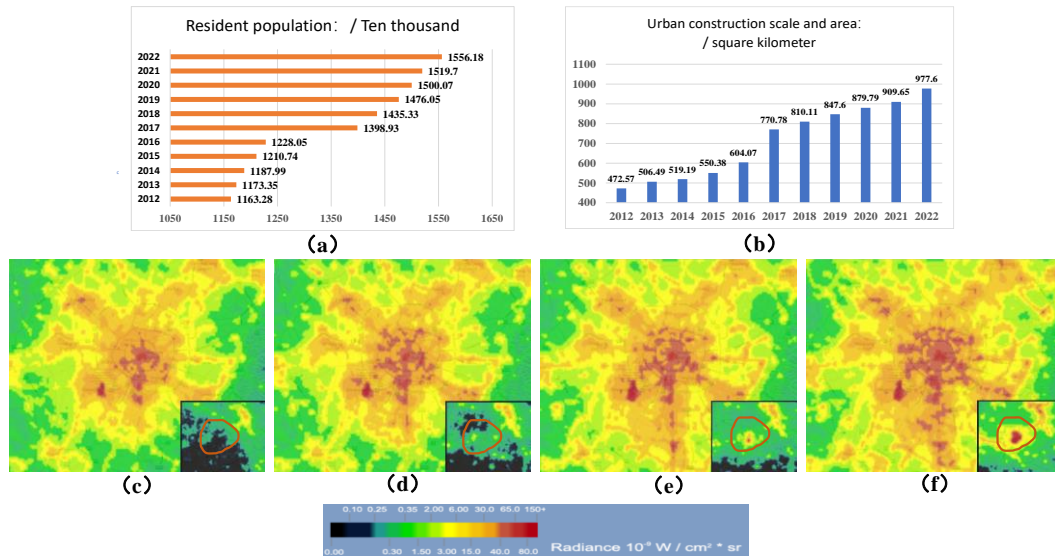 Resident population: / Ten thousand
2022 1556.18
2021 1519.7
2020 1500.07
2019 1476.05
2018 1435.33
2017 1398.93
2016 1228.05
2015 1210.74
2014 1187.99
2013 1173.35
2012 1163.28
1050 1150 1250 1350 1450 1550 1650
(a)
Urban construction scale and area:
/ square kilometer
1100
1000
900
800
700
600
500
400
472.57 506.49 519.19 550.38 604.07 770.78 810.11 847.6 879.79 909.65 977.6
2012 2013 2014 2015 2016 2017 2018 2019 2020 2021 2022
(b)
(c) (d) (e) (f)
0.10 0.25 0.35 2.00 6.00 30.0 65.0 150+
0.00 0.30 1.50 3.00 15.0 40.0 80.0
Radiance 10⁻⁹ W / cm² * sr